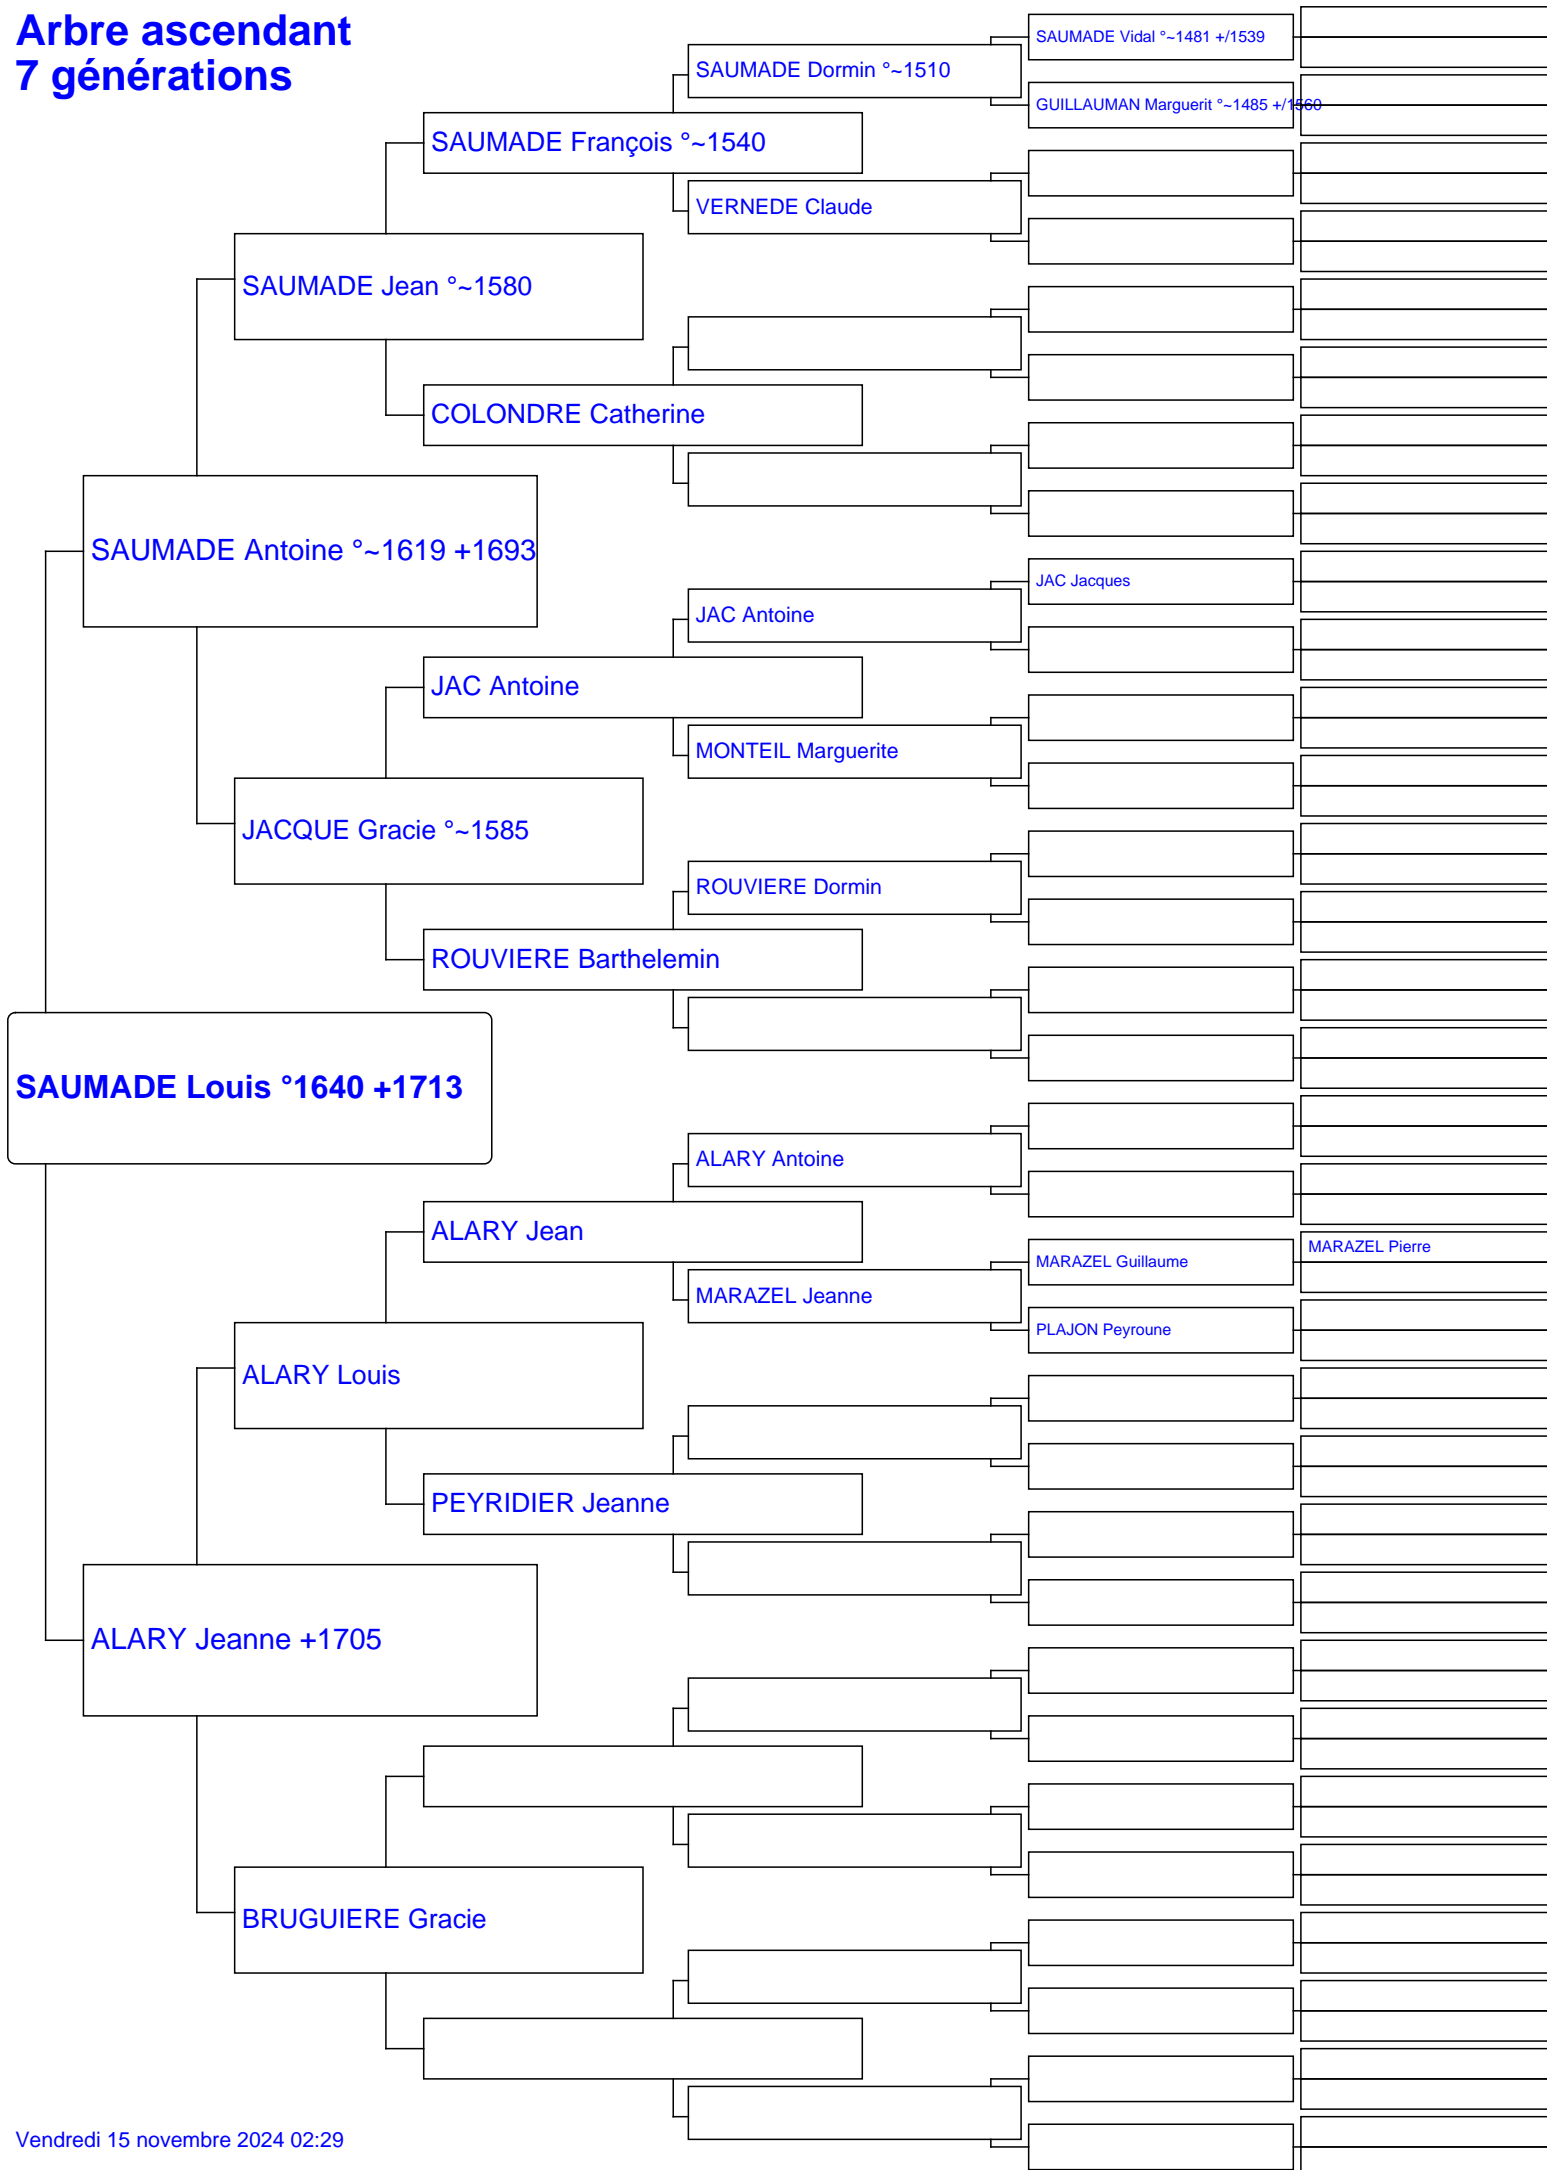 Arbre ascendant
7 générations
SAUMADE Vidal °~1481 +/1539
SAUMADE Dormin °~1510
GUILLAUMAN Marguerit °~1485 +/1560
SAUMADE François °~1540
VERNEDE Claude
SAUMADE Jean °~1580
COLONDRE Catherine
SAUMADE Antoine °~1619 +1693
JAC Jacques
JAC Antoine
JAC Antoine
MONTEIL Marguerite
JACQUE Gracie °~1585
ROUVIERE Dormin
ROUVIERE Barthelemin
SAUMADE Louis °1640 +1713
ALARY Antoine
ALARY Jean
MARAZEL Pierre
MARAZEL Guillaume
MARAZEL Jeanne
PLAJON Peyroune
ALARY Louis
PEYRIDIER Jeanne
ALARY Jeanne +1705
BRUGUIERE Gracie
Vendredi 15 novembre 2024 02:29